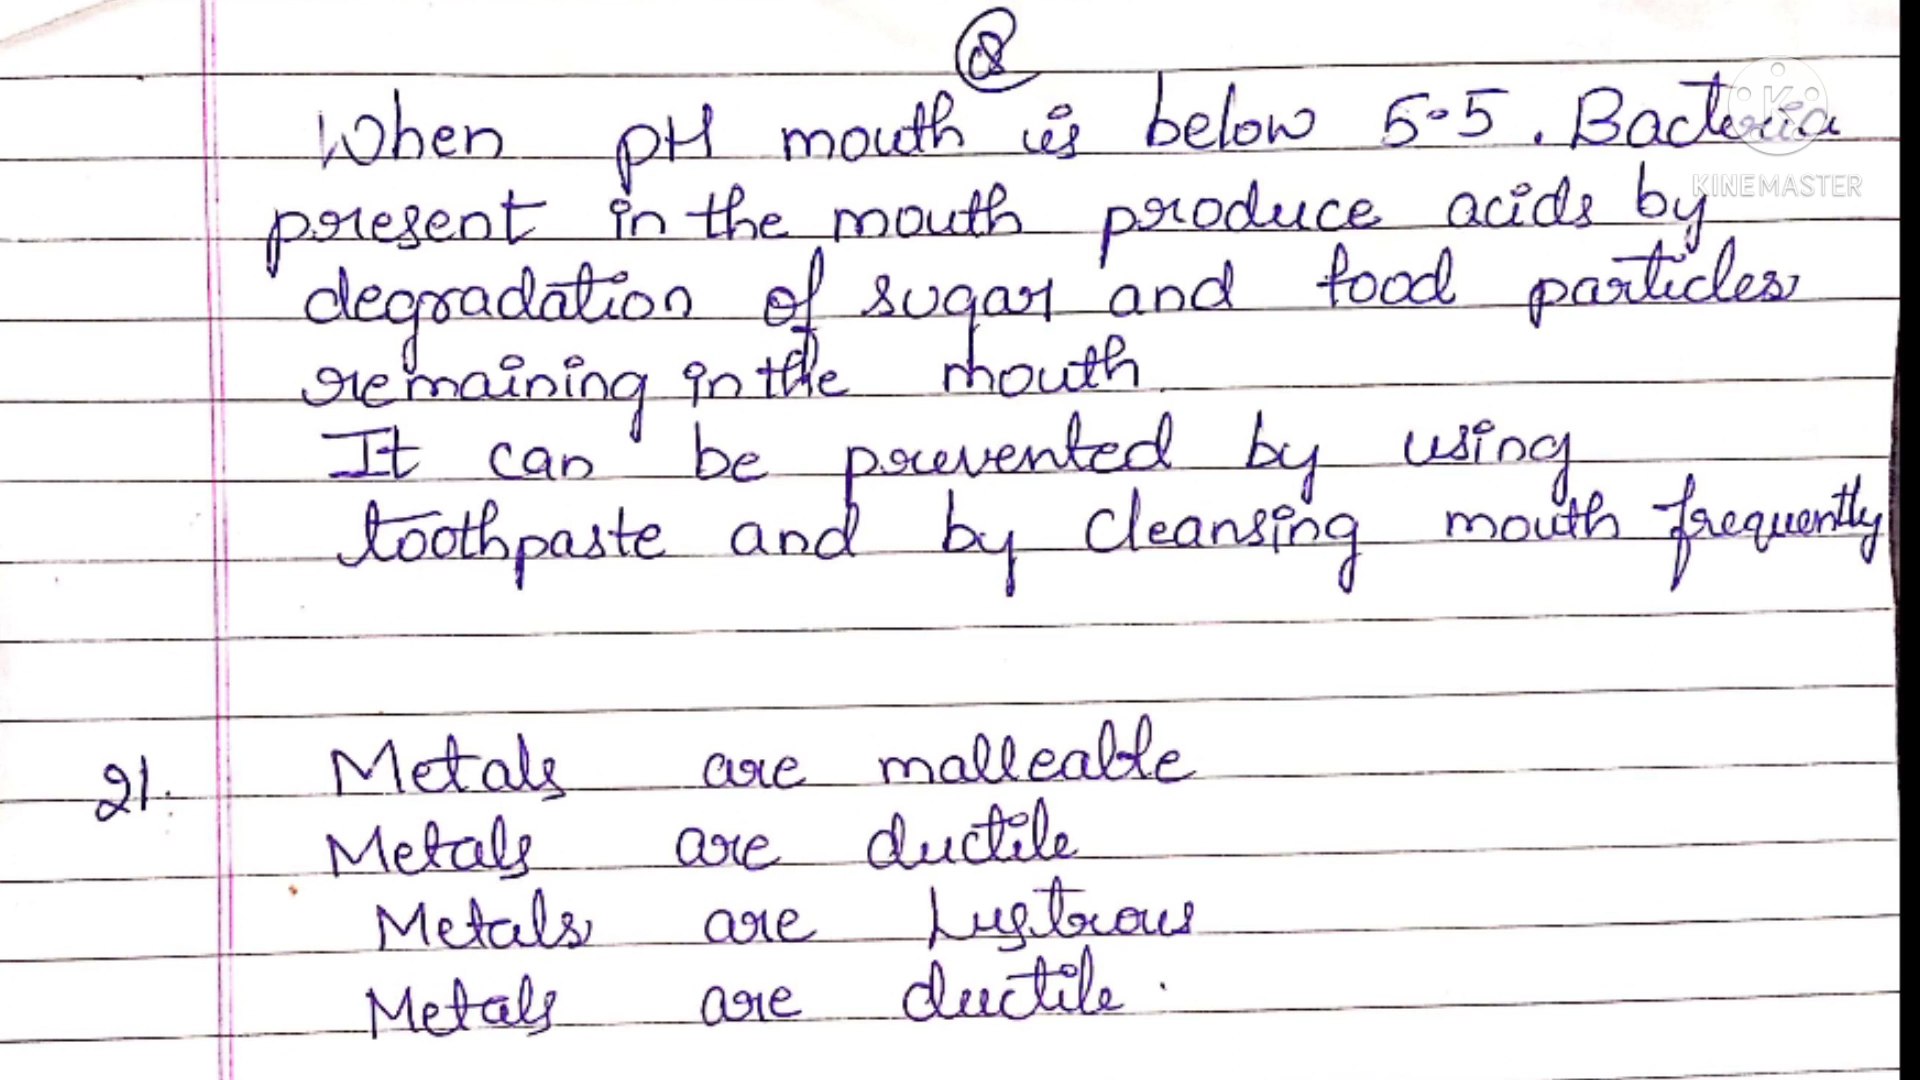 When pH mouth is below 5.5. Bacteria
KINEMASTER
present in the mouth produce acids by
degradation of sugar and food particles
remaining in the mouth
It can be prevented by using
toothpaste and by cleansing mouth frequently
21. Metals are malleable
Metals are ductile
Metals are Lustrous
Metals are ductile.